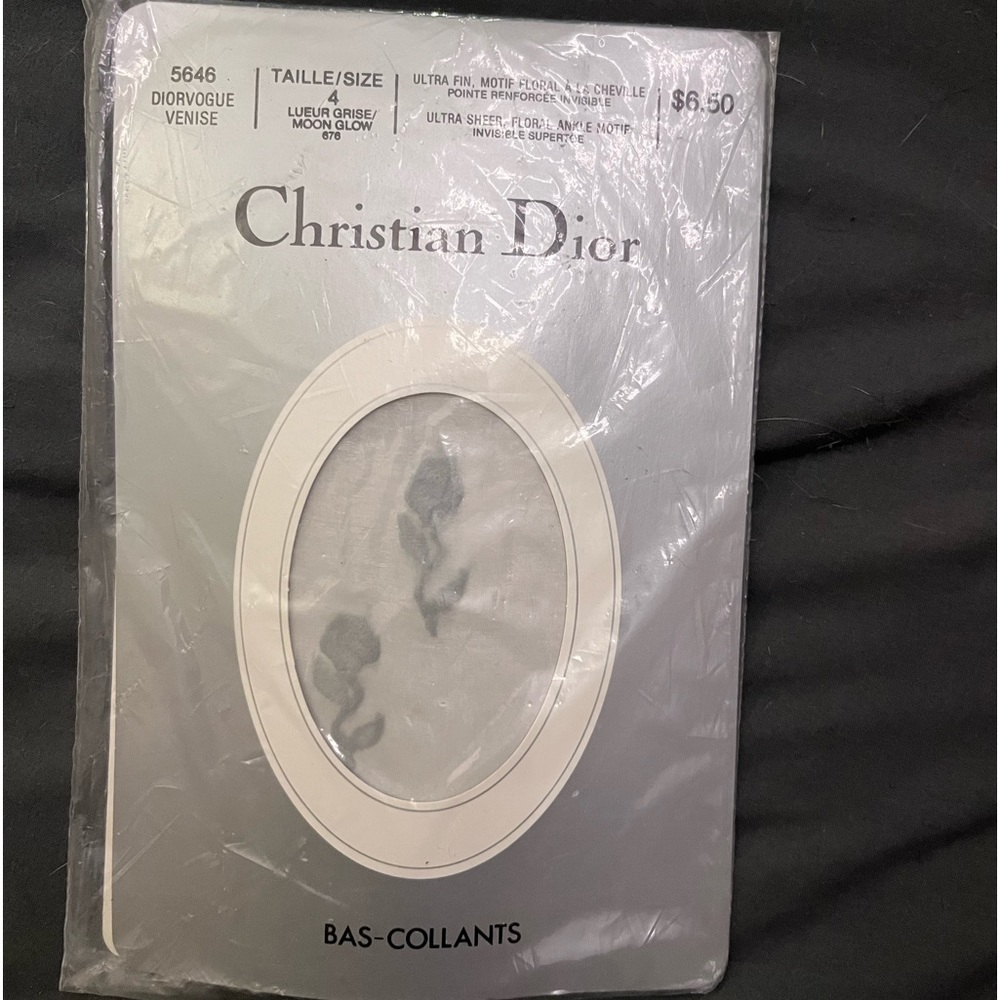 5646
DIORVOGUE
VENISE
TAILLE/SIZE
4
LUEUR GRISE/
MOON GLOW
676
ULTRA FIN, MOTIF FLORAL À LA CHEVILLE
POINTE RENFORCÉE INVISIBLE
ULTRA SHEER, FLORAL ANKLE MOTIF,
INVISIBLE SUPERTOE
$6.50
Christian Dior
BAS-COLLANTS